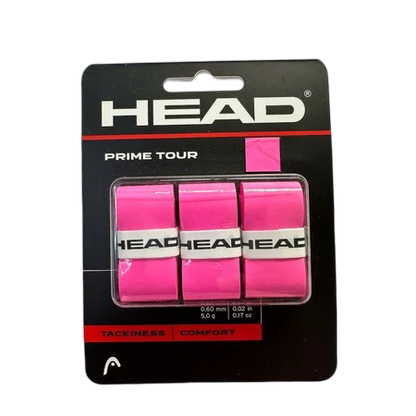 HEAD®
PRIME TOUR
HEAD HEAD HEAD
0,60 mm | 0.02 in
5,0 g | 0.17 oz
TACKINESS COMFORT